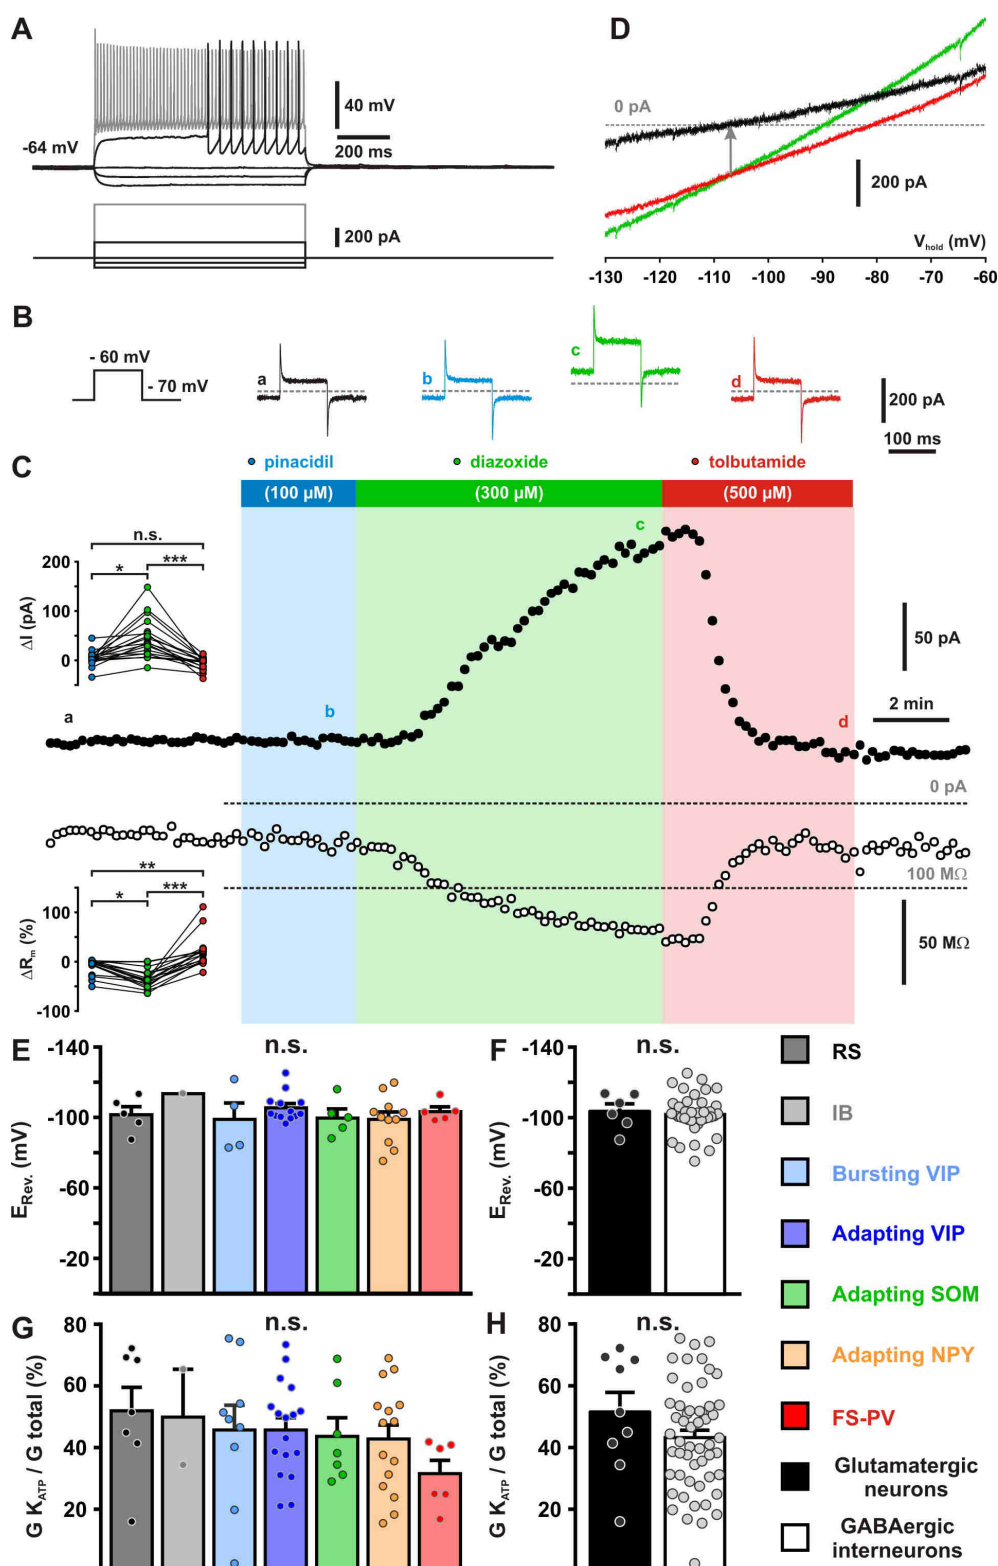 A
-64 mV
40 mV
200 ms
200 pA
D
0 pA
200 pA
Vhold (mV)
-130 -120 -110 -100 -90 -80 -70 -60
B
- 60 mV
- 70 mV
a
b
c
d
200 pA
100 ms
C
pinacidil
diazoxide
tolbutamide
(100 µM)
(300 µM)
(500 µM)
n.s.
* ***
200
100
0
ΔI (pA)
a
b
c
d
50 pA
2 min
0 pA
100 MΩ
50 MΩ
**
* ***
100
0
-100
ΔRm (%)
E
n.s.
-140
-100
-60
-20
ERev. (mV)
F
n.s.
-140
-100
-60
-20
ERev. (mV)
G
n.s.
80
60
40
20
G KATP / G total (%)
H
n.s.
80
60
40
20
G KATP / G total (%)
RS
IB
Bursting VIP
Adapting VIP
Adapting SOM
Adapting NPY
FS-PV
Glutamatergic
neurons
GABAergic
interneurons